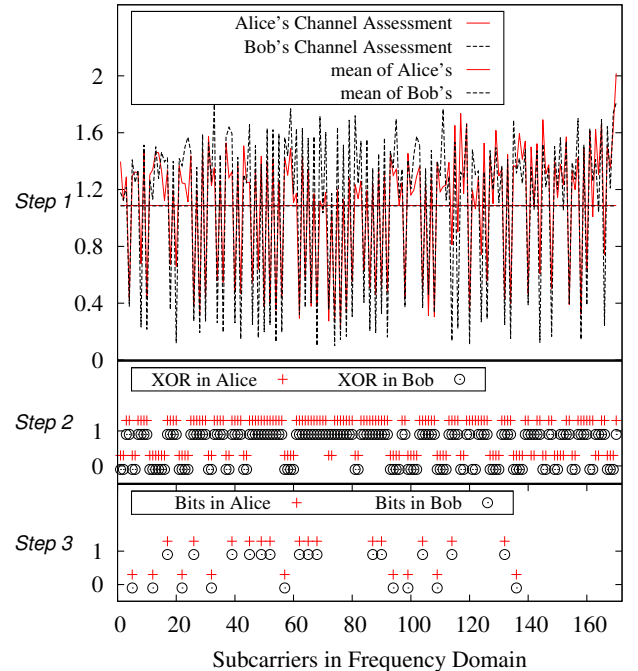 Alice's Channel Assessment
Bob's Channel Assessment
mean of Alice's
mean of Bob's
2
1.6
1.2
0.8
0.4
0
Step 1
XOR in Alice XOR in Bob
Step 2
1
0
Bits in Alice Bits in Bob
Step 3
1
0
0 20 40 60 80 100 120 140 160
Subcarriers in Frequency Domain